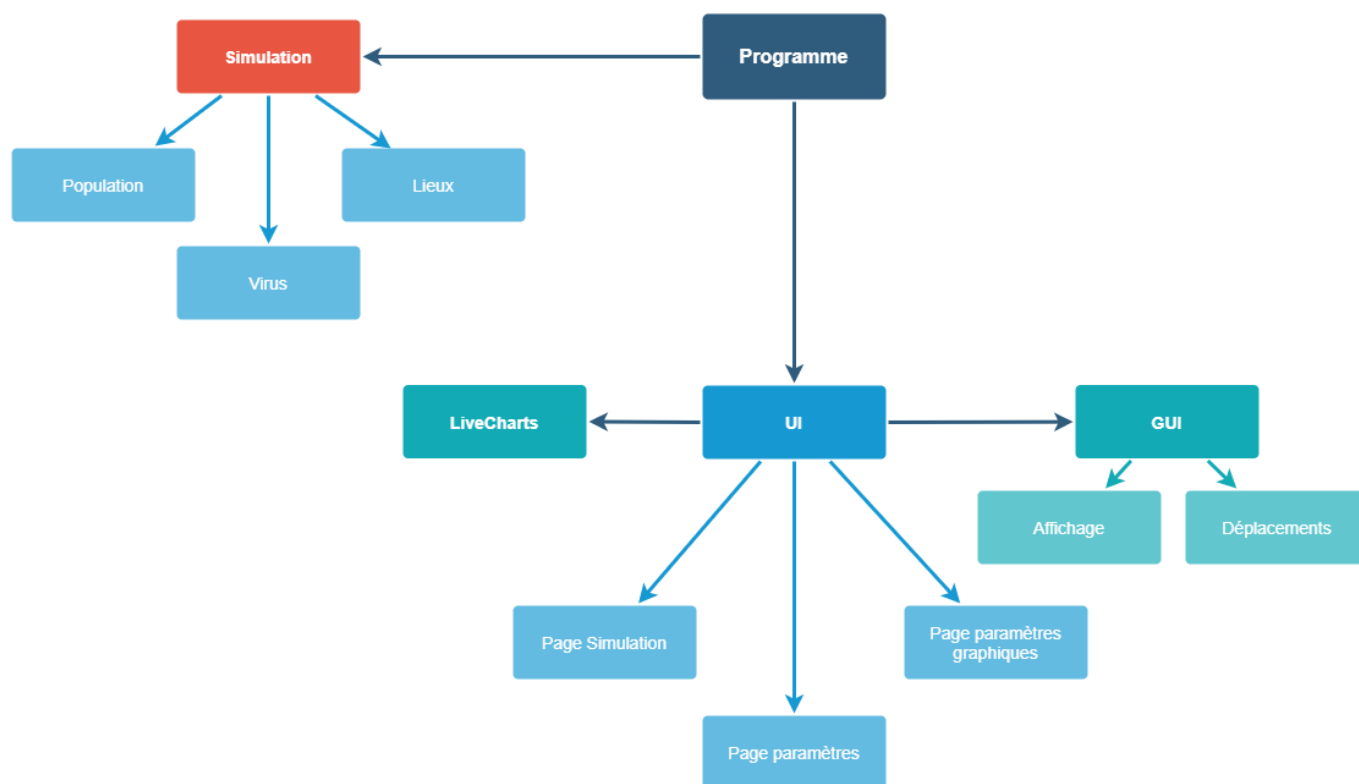 Programme
Simulation
Population
Lieux
Virus
LiveCharts
UI
GUI
Affichage
Déplacements
Page Simulation
Page paramètres
graphiques
Page paramètres